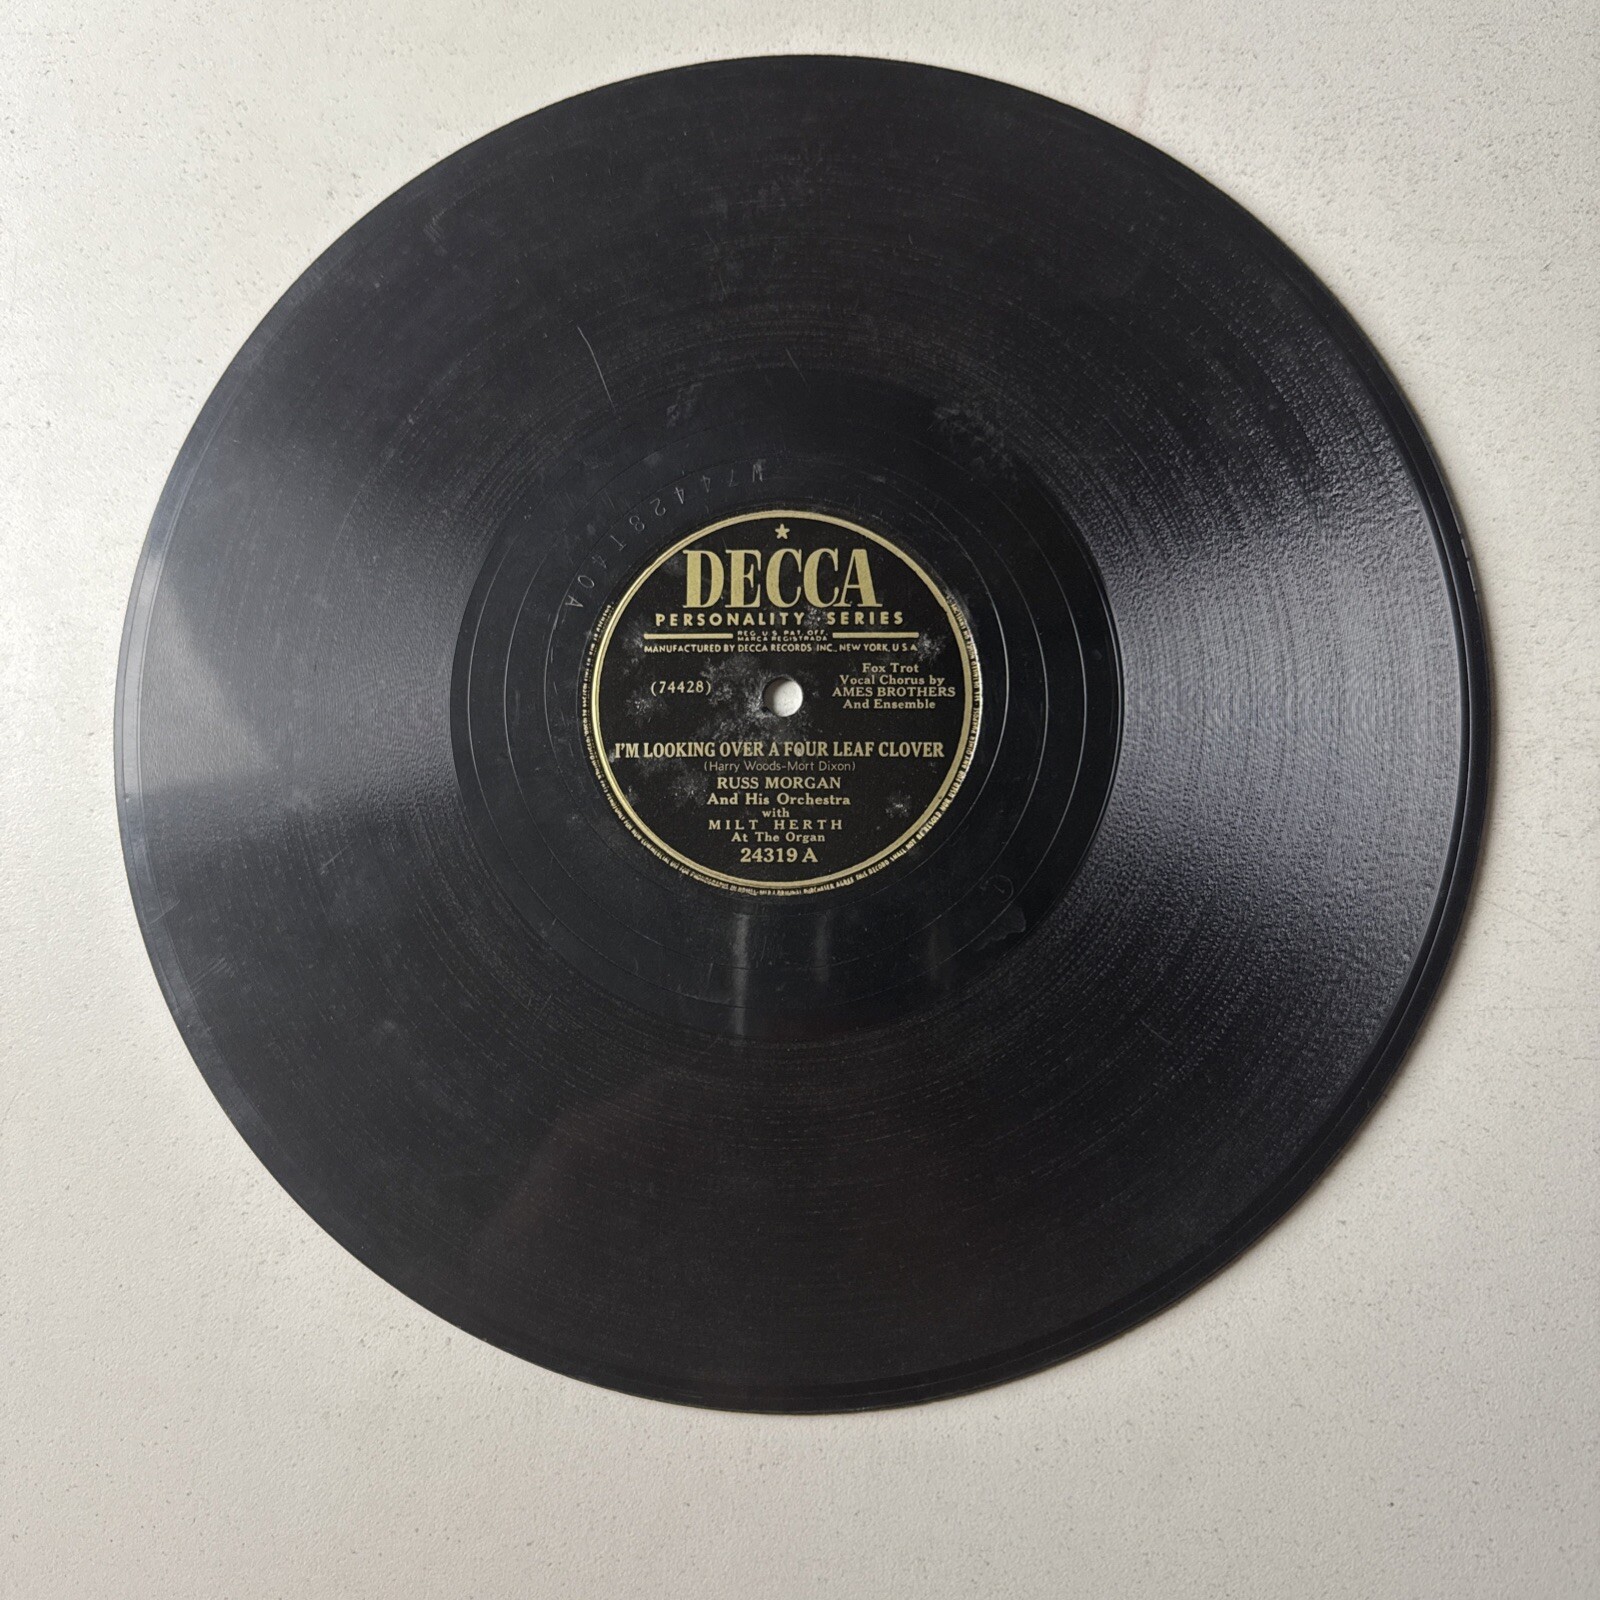 W74428T40A
DECCA
PERSONALITY SERIES
REG. U.S. PAT. OFF.
MARCA REGISTRADA
MANUFACTURED BY DECCA RECORDS INC., NEW YORK, U S A
(74428)
Fox Trot
Vocal Chorus by
AMES BROTHERS
And Ensemble
I'M LOOKING OVER A FOUR LEAF CLOVER
(Harry Woods-Mort Dixon)
RUSS MORGAN
And His Orchestra
with
MILT HERTH
At The Organ
24319 A